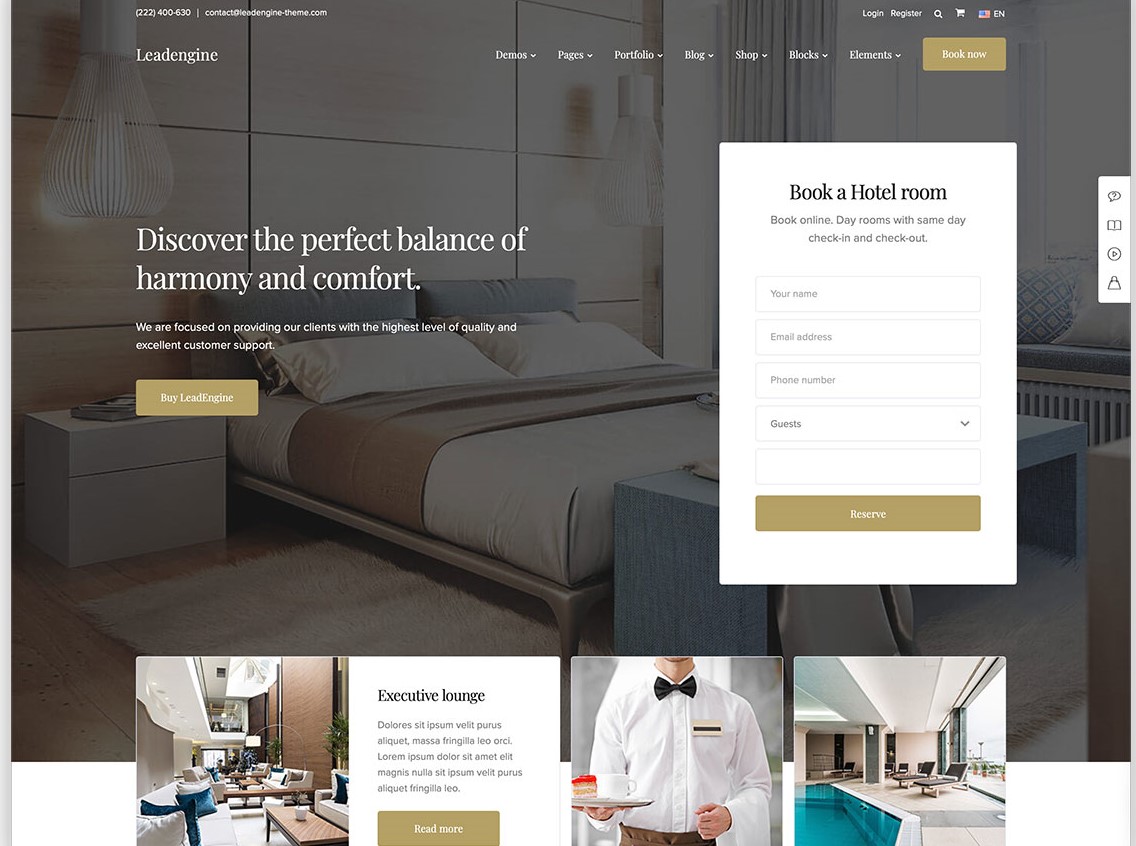 (222) 400-630 | contact@leadengine-theme.com
Login Register EN
Leadengine
Demos Pages Portfolio Blog Shop Blocks Elements Book now
Discover the perfect balance of
harmony and comfort.
We are focused on providing our clients with the highest level of quality and
excellent customer support.
Buy LeadEngine
Book a Hotel room
Book online. Day rooms with same day
check-in and check-out.
Your name
Email address
Phone number
Guests
Reserve
Executive lounge
Dolores sit ipsum velit purus
aliquet, massa fringilla leo orci.
Lorem ipsum dolor sit amet elit
magnis nulla sit ipsum velit purus
aliquet fringilla leo.
Read more